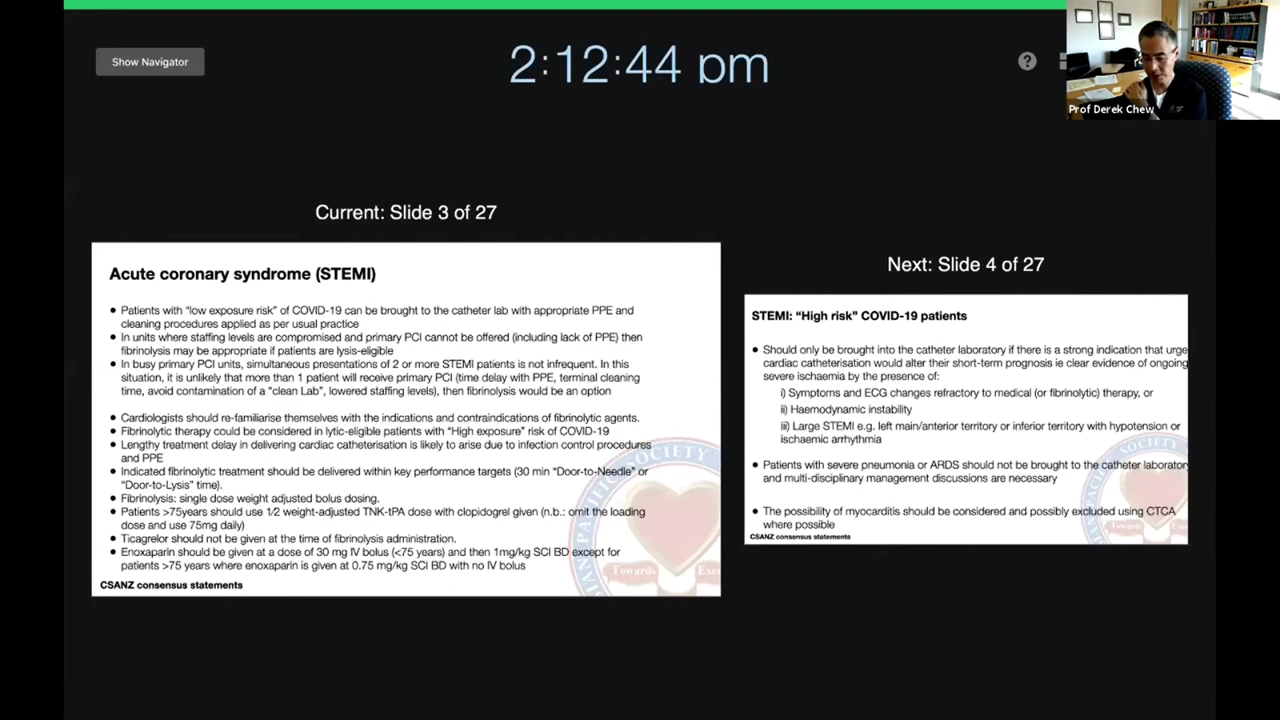 Show Navigator
2:12:44 pm
?
Prof Derek Chew
Current: Slide 3 of 27
Next: Slide 4 of 27
Acute coronary syndrome (STEMI)
● Patients with "low exposure risk" of COVID-19 can be brought to the catheter lab with appropriate PPE and
cleaning procedures applied as per usual practice
● In units where staffing levels are compromised and primary PCI cannot be offered (including lack of PPE) then
fibrinolysis may be appropriate if patients are lysis-eligible
● In busy primary PCI units, simultaneous presentations of 2 or more STEMI patients is not infrequent. In this
situation, it is unlikely that more than 1 patient will receive primary PCI (time delay with PPE, terminal cleaning
time, avoid contamination of a "clean Lab", lowered staffing levels), then fibrinolysis would be an option
● Cardiologists should re-familiarise themselves with the indications and contraindications of fibrinolytic agents.
● Fibrinolytic therapy could be considered in lytic-eligible patients with "High exposure" risk of COVID-19
● Lengthy treatment delay in delivering cardiac catheterisation is likely to arise due to infection control procedures
and PPE
● Indicated fibrinolytic treatment should be delivered within key performance targets (30 min "Door-to-Needle" or
"Door-to-Lysis" time).
● Fibrinolysis: single dose weight adjusted bolus dosing.
● Patients >75years should use 1/2 weight-adjusted TNK-tPA dose with clopidogrel given (n.b.: omit the loading
dose and use 75mg daily)
● Ticagrelor should not be given at the time of fibrinolysis administration.
● Enoxaparin should be given at a dose of 30 mg IV bolus (<75 years) and then 1mg/kg SCI BD except for
patients >75 years where enoxaparin is given at 0.75 mg/kg SCI BD with no IV bolus
CSANZ consensus statements
SOCIETY
Towards
STEMI: "High risk" COVID-19 patients
● Should only be brought into the catheter laboratory if there is a strong indication that urge
cardiac catheterisation would alter their short-term prognosis ie clear evidence of ongoing
severe ischaemia by the presence of:
i) Symptoms and ECG changes refractory to medical (or fibrinolytic) therapy, or
ii) Haemodynamic instability
iii) Large STEMI e.g. left main/anterior territory or inferior territory with hypotension or
ischaemic arrhythmia
● Patients with severe pneumonia or ARDS should not be brought to the catheter laborator
and multi-disciplinary management discussions are necessary
● The possibility of myocarditis should be considered and possibly excluded using CTCA
where possible
CSANZ consensus statements